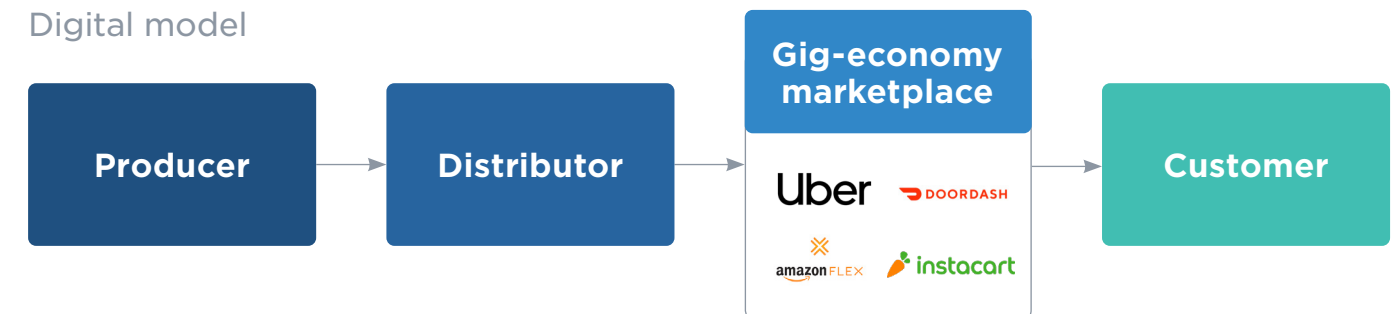 Digital model
Gig-economy
marketplace
Producer
Distributor
Customer
Uber
DOORDASH
amazon FLEX
instacart